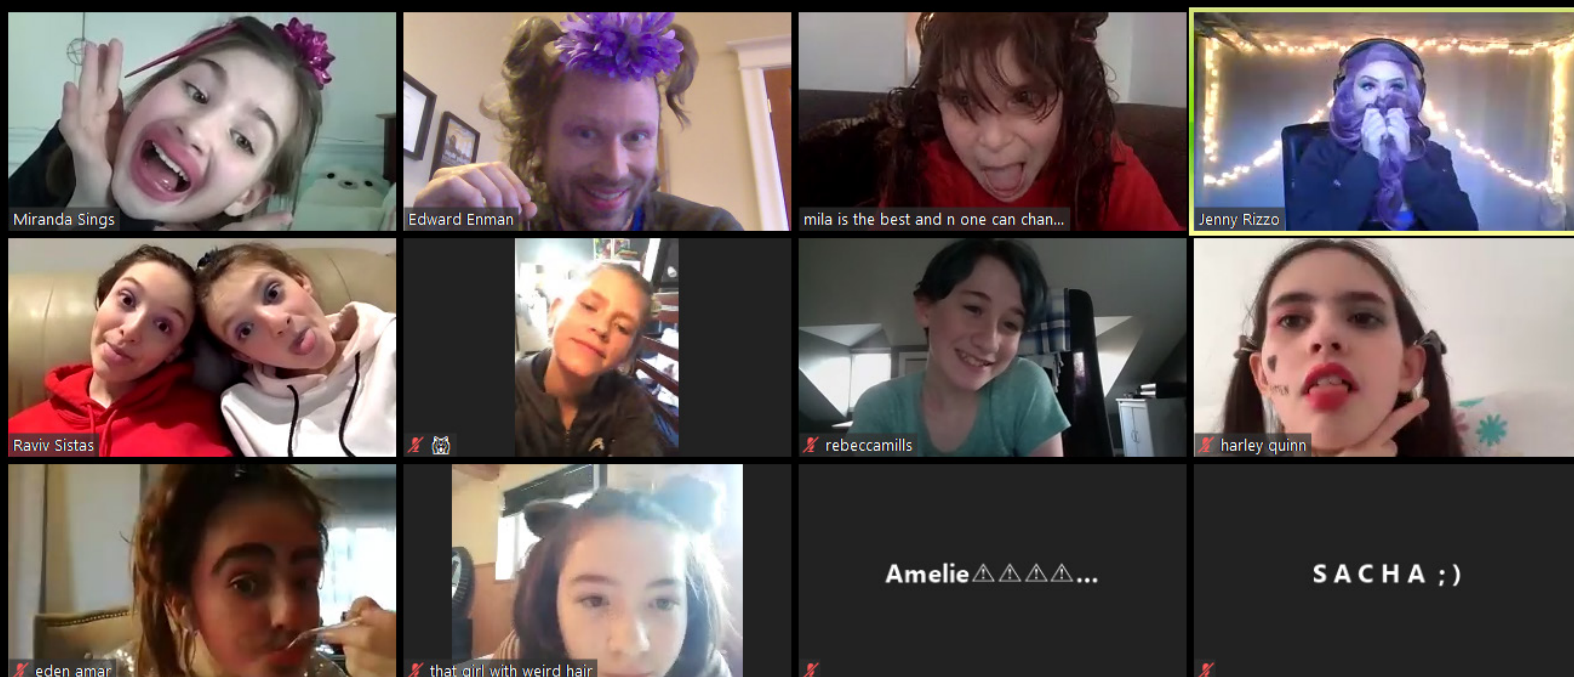 Miranda Sings
Edward Enman
mila is the best and n one can chan...
Jenny Rizzo
Raviv Sistas
rebeccamills
harley quinn
eden amar
that girl with weird hair
Amelie⚠⚠⚠⚠...
S A C H A ; )